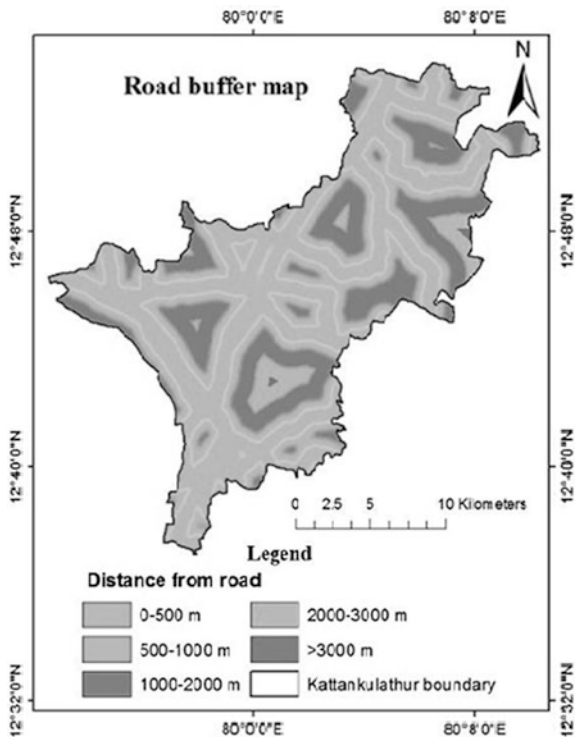 80°0'0"E 80°8'0"E
Road buffer map
N
12°48'0"N 12°48'0"N
12°40'0"N 12°40'0"N
0 2.5 5 10 Kilometers
Legend
Distance from road
0-500 m 2000-3000 m
500-1000 m >3000 m
1000-2000 m Kattankulathur boundary
12°32'0"N 12°32'0"N
80°0'0"E 80°8'0"E